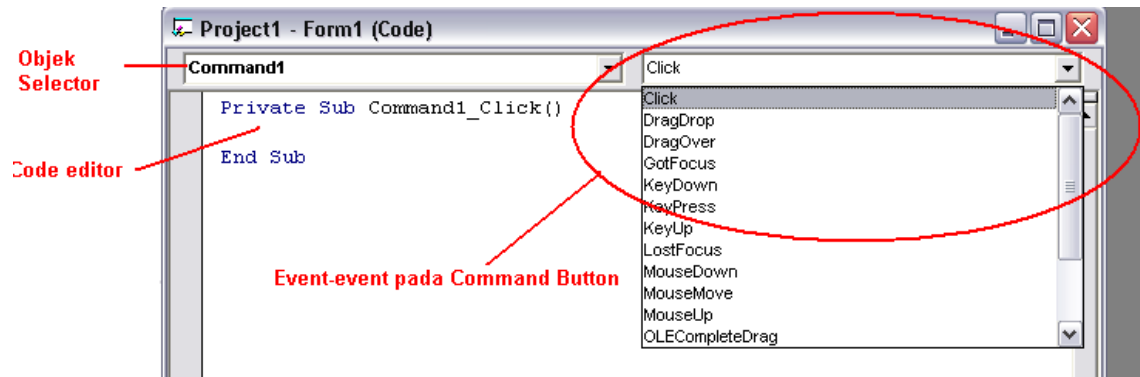 Project1 - Form1 (Code)
Objek
Selector
Command1
Click
Private Sub Command1_Click()
End Sub
Code editor
Event-event pada Command Button
Click
DragDrop
DragOver
GotFocus
KeyDown
KeyPress
KeyUp
LostFocus
MouseDown
MouseMove
MouseUp
OLECompleteDrag